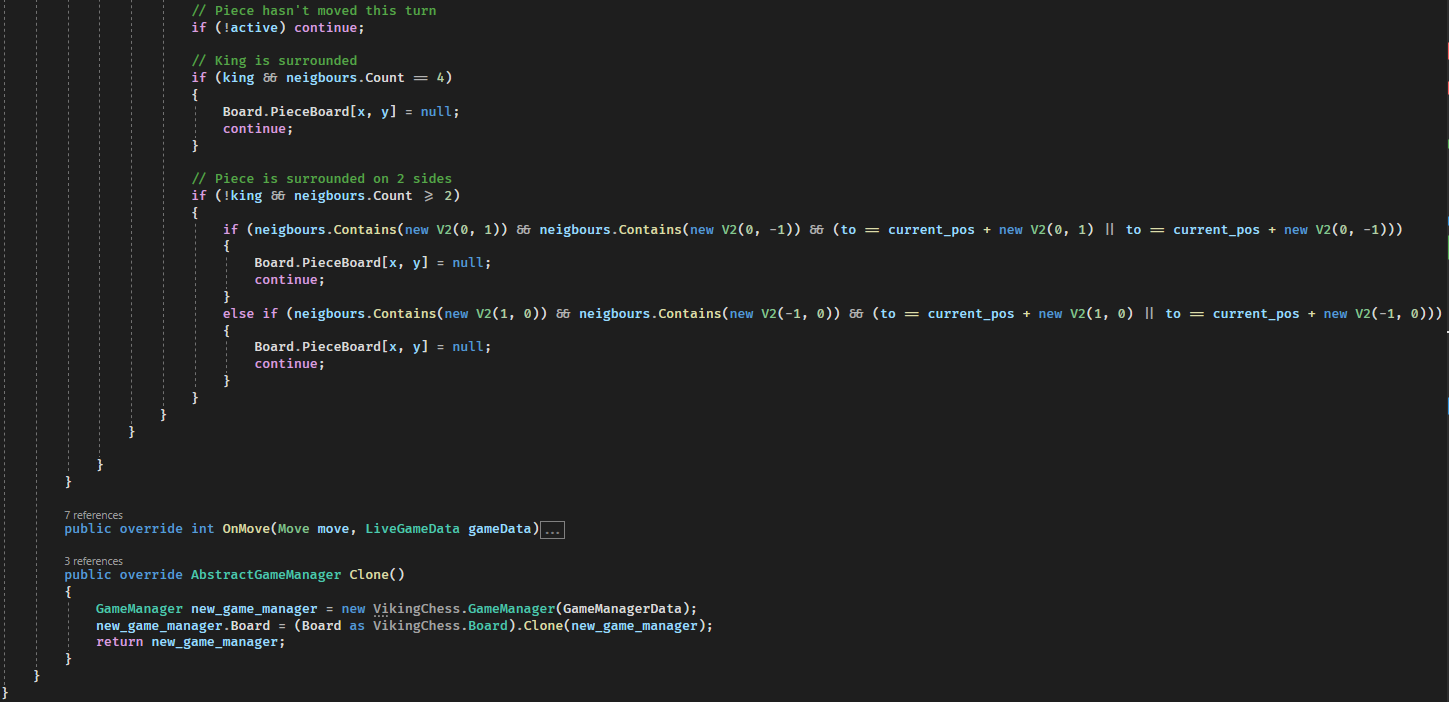 // Piece hasn't moved this turn
if (!active) continue;
// King is surrounded
if (king && neigbours.Count == 4)
{
Board.PieceBoard[x, y] = null;
continue;
}
// Piece is surrounded on 2 sides
if (!king && neigbours.Count >= 2)
{
if (neigbours.Contains(new V2(0, 1)) && neigbours.Contains(new V2(0, -1)) && (to == current_pos + new V2(0, 1) || to == current_pos + new V2(0, -1)))
{
Board.PieceBoard[x, y] = null;
continue;
}
else if (neigbours.Contains(new V2(1, 0)) && neigbours.Contains(new V2(-1, 0)) && (to == current_pos + new V2(1, 0) || to == current_pos + new V2(-1, 0)))
{
Board.PieceBoard[x, y] = null;
continue;
}
}
}
}
}
}
7 references
public override int OnMove(Move move, LiveGameData gameData)...
3 references
public override AbstractGameManager Clone()
{
GameManager new_game_manager = new VikingChess.GameManager(GameManagerData);
new_game_manager.Board = (Board as VikingChess.Board).Clone(new_game_manager);
return new_game_manager;
}
}
}